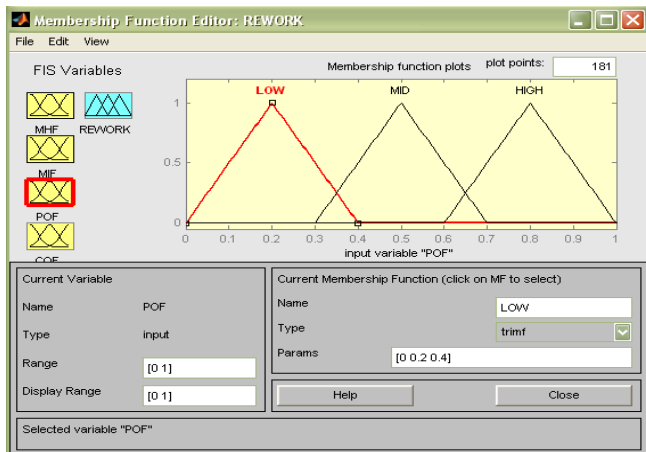 Membership Function Editor: REWORK
File Edit View
FIS Variables
MHF REWORK
MIF
POF
COF
Membership function plots plot points: 181
LOW MID HIGH
1
0.5
0
0 0.1 0.2 0.3 0.4 0.5 0.6 0.7 0.8 0.9 1
input variable "POF"
Current Variable
Name POF
Type input
Range [0 1]
Display Range [0 1]
Current Membership Function (click on MF to select)
Name LOW
Type trimf
Params [0 0.2 0.4]
Help Close
Selected variable "POF"